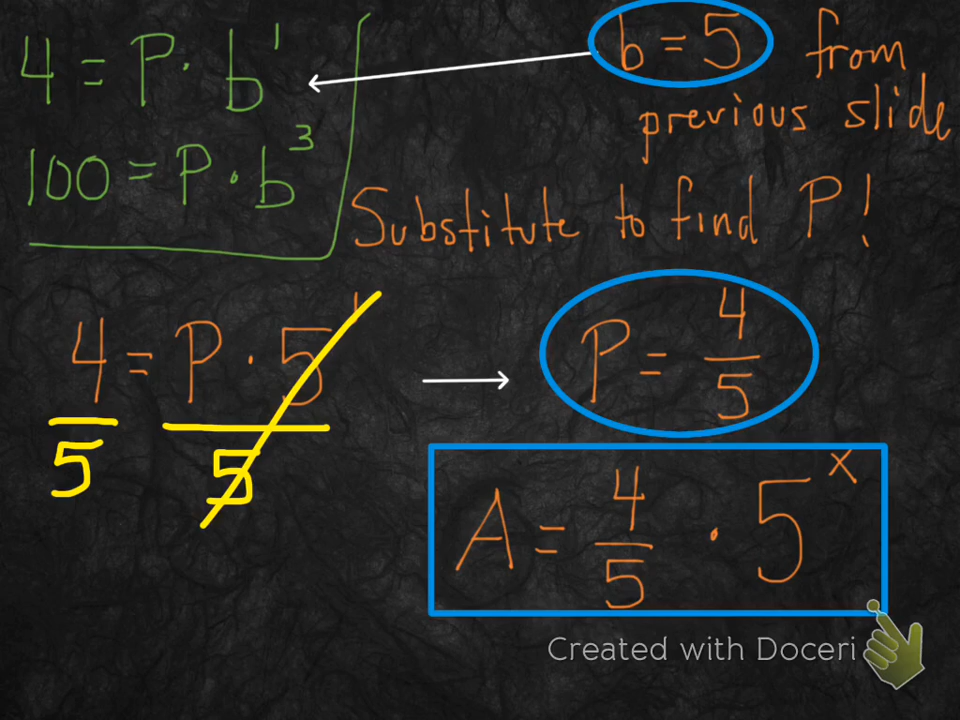 4 = P · b¹
100 = P · b³
b = 5 from
previous slide
Substitute to find P!
4 = P · 5¹
5 5
→ P = 4/5
A = 4/5 · 5ˣ
Created with Doceri